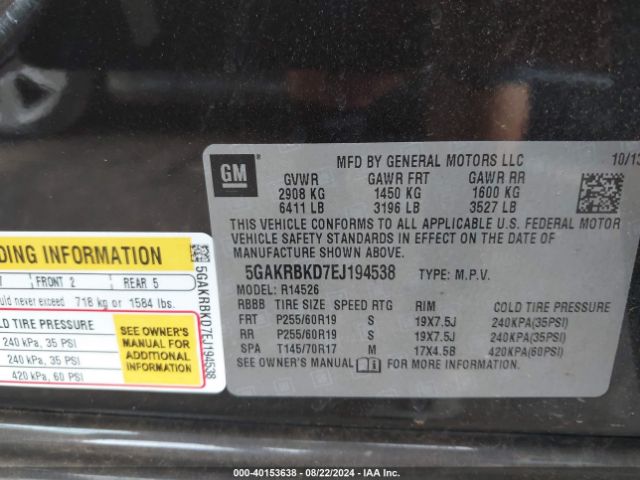 GM
MFD BY GENERAL MOTORS LLC 10/13
GVWR GAWR FRT GAWR RR
2908 KG 1450 KG 1600 KG
6411 LB 3196 LB 3527 LB
THIS VEHICLE CONFORMS TO ALL APPLICABLE U.S. FEDERAL MOTOR
VEHICLE SAFETY STANDARDS IN EFFECT ON THE DATE OF
MANUFACTURE SHOWN ABOVE.
5GAKRBKD7EJ194538 TYPE: M.P.V.
MODEL: R14526
RBBB TIRE SIZE SPEED RTG RIM COLD TIRE PRESSURE
FRT P255/60R19 S 19X7.5J 240KPA(35PSI)
RR P255/60R19 S 19X7.5J 240KPA(35PSI)
SPA T145/70R17 M 17X4.5B 420KPA(60PSI)
SEE OWNER'S MANUAL FOR MORE INFORMATION.
DING INFORMATION
FRONT 2 REAR 5
uld never exceed 718 kg or 1584 lbs.
LD TIRE PRESSURE
240 kPa, 35 PSI
240 kPa, 35 PSI
420 kPa, 60 PSI
SEE OWNER'S
MANUAL FOR
ADDITIONAL
INFORMATION
5GAKRBKD7EJ194538
000-40153638 - 08/22/2024 - IAA Inc.